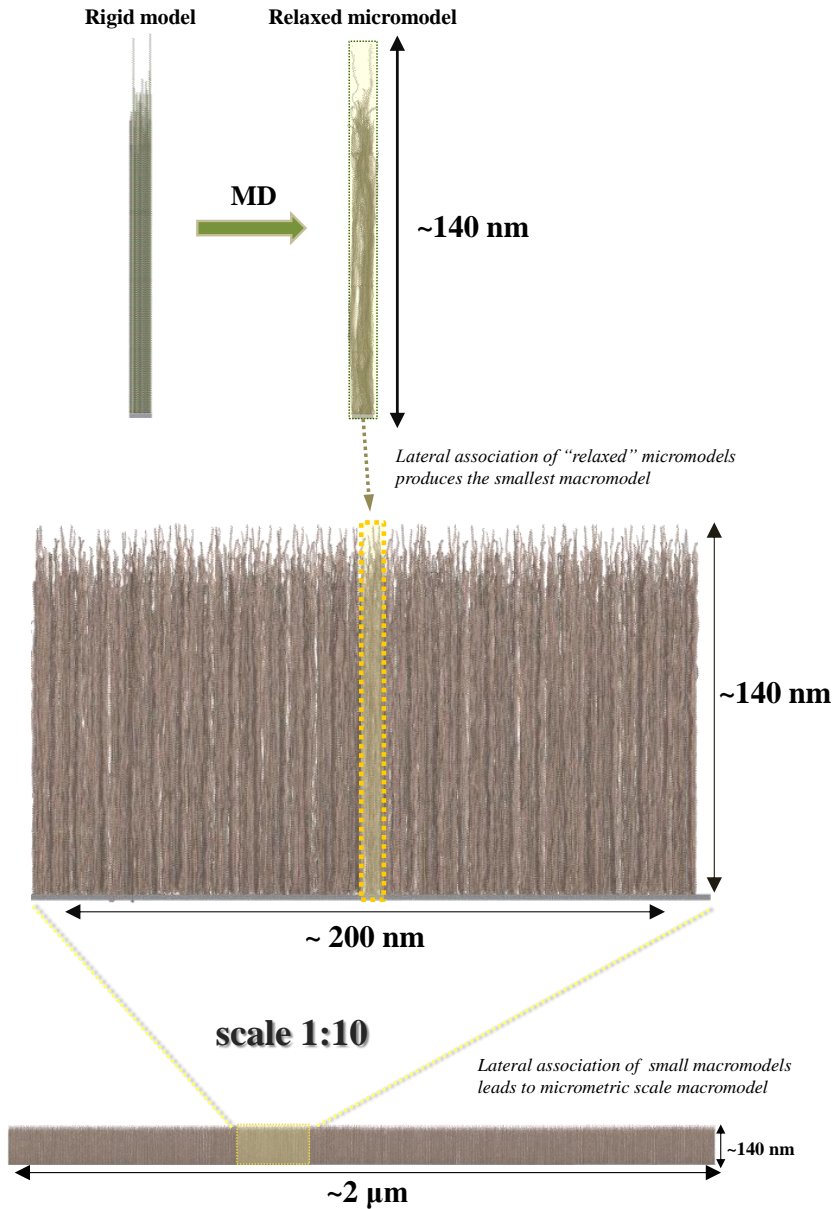 Rigid model
Relaxed micromodel
MD
~140 nm
Lateral association of “relaxed” micromodels
produces the smallest macromodel
~140 nm
~ 200 nm
scale 1:10
Lateral association of  small macromodels
leads to micrometric scale macromodel
~140 nm
~2 µm